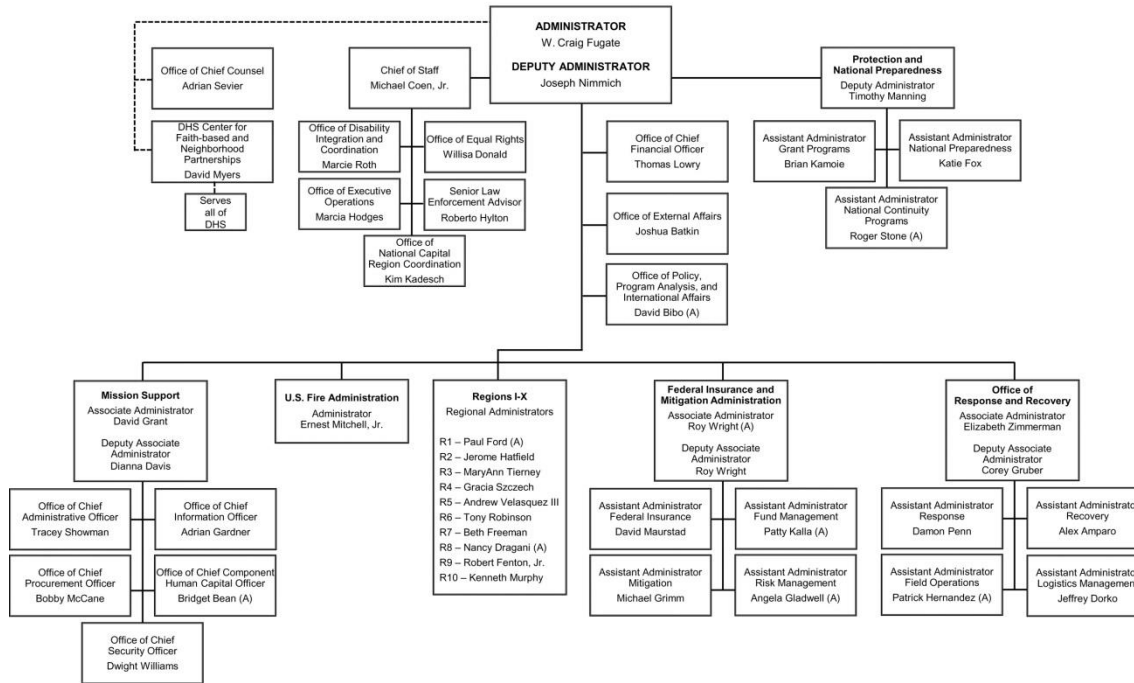 ADMINISTRATOR
W. Craig Fugate
DEPUTY ADMINISTRATOR
Joseph Nimmich
Office of Chief Counsel
Adrian Sevier
DHS Center for
Faith-based and
Neighborhood
Partnerships
David Myers
Serves
all of
DHS
Chief of Staff
Michael Coen, Jr.
Office of Disability
Integration and
Coordination
Marcie Roth
Office of Equal Rights
Willisa Donald
Office of Executive
Operations
Marcia Hodges
Senior Law
Enforcement Advisor
Roberto Hylton
Office of
National Capital
Region Coordination
Kim Kadesch
Office of Chief
Financial Officer
Thomas Lowry
Office of External Affairs
Joshua Batkin
Office of Policy,
Program Analysis, and
International Affairs
David Bibo (A)
Protection and
National Preparedness
Deputy Administrator
Timothy Manning
Assistant Administrator
Grant Programs
Brian Kamoie
Assistant Administrator
National Preparedness
Katie Fox
Assistant Administrator
National Continuity
Programs
Roger Stone (A)
Mission Support
Associate Administrator
David Grant
Deputy Associate
Administrator
Dianna Davis
Office of Chief
Administrative Officer
Tracey Showman
Office of Chief
Information Officer
Adrian Gardner
Office of Chief
Procurement Officer
Bobby McCane
Office of Chief Component
Human Capital Officer
Bridget Bean (A)
Office of Chief
Security Officer
Dwight Williams
U.S. Fire Administration
Administrator
Ernest Mitchell, Jr.
Regions I-X
Regional Administrators
R1 – Paul Ford (A)
R2 – Jerome Hatfield
R3 – MaryAnn Tierney
R4 – Gracia Szczech
R5 – Andrew Velasquez III
R6 – Tony Robinson
R7 – Beth Freeman
R8 – Nancy Dragani (A)
R9 – Robert Fenton, Jr.
R10 – Kenneth Murphy
Federal Insurance and
Mitigation Administration
Associate Administrator
Roy Wright (A)
Deputy Associate
Administrator
Roy Wright
Assistant Administrator
Federal Insurance
David Maurstad
Assistant Administrator
Fund Management
Patty Kalla (A)
Assistant Administrator
Mitigation
Michael Grimm
Assistant Administrator
Risk Management
Angela Gladwell (A)
Office of
Response and Recovery
Associate Administrator
Elizabeth Zimmerman
Deputy Associate
Administrator
Corey Gruber
Assistant Administrator
Response
Damon Penn
Assistant Administrator
Recovery
Alex Amparo
Assistant Administrator
Field Operations
Patrick Hernandez (A)
Assistant Administrator
Logistics Management
Jeffrey Dorko